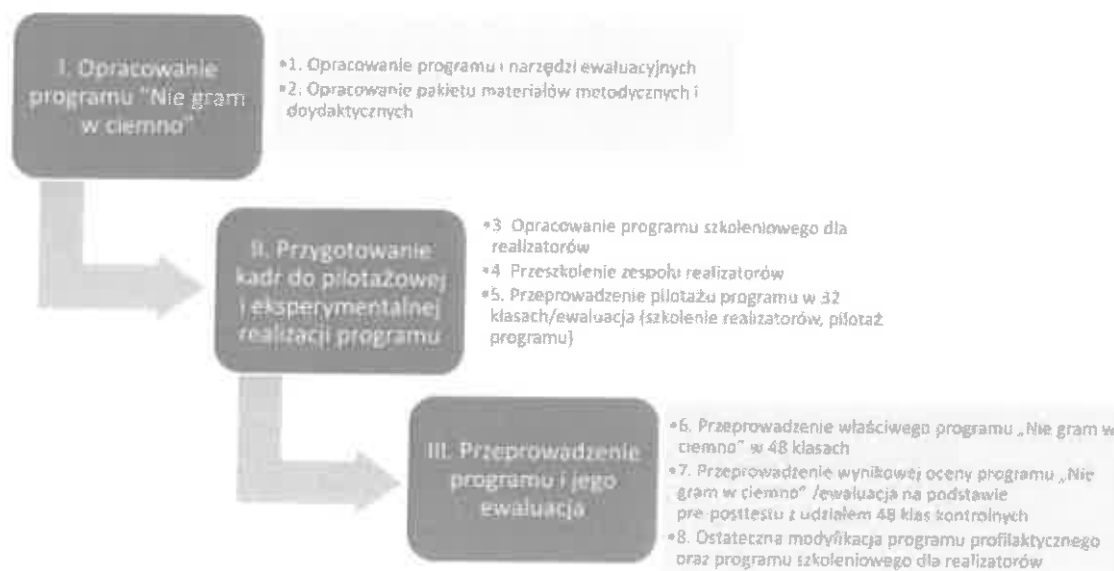 I. Opracowanie
programu "Nie gram
w ciemno"
•1. Opracowanie programu i narzędzi ewaluacyjnych
•2. Opracowanie pakietu materiałów metodycznych i
doydaktycznych
II. Przygotowanie
kadr do pilotażowej
i eksperymentalnej
realizacji programu
•3 Opracowanie programu szkoleniowego dla
realizatorów
•4 Przeszkolenie zespołu realizatorów
•5. Przeprowadzenie pilotażu programu w 32
klasach/ewaluacja (szkolenie realizatorów, pilotaż
programu)
III. Przeprowadzenie
programu i jego
ewaluacja
•6. Przeprowadzenie właściwego programu „Nie gram w
ciemno" w 48 klasach
•7. Przeprowadzenie wynikowej oceny programu „Nie
gram w ciemno" /ewaluacja na podstawie
pre posttestu z udziałem 48 klas kontrolnych
•8. Ostateczna modyfikacja programu profilaktycznego
oraz programu szkoleniowego dla realizatorów